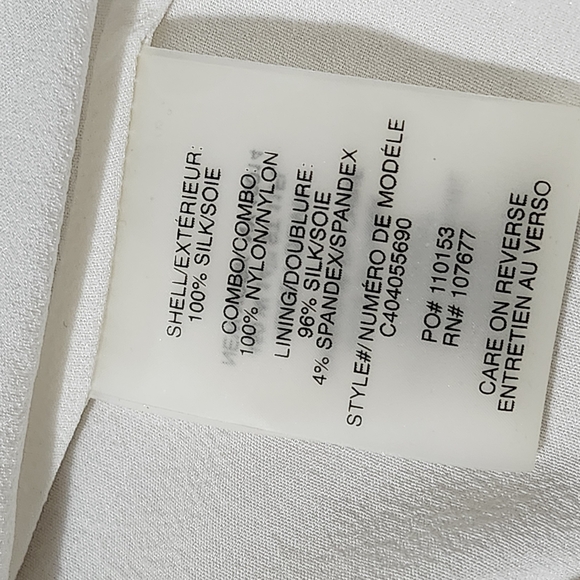 SHELL/EXTÉRIEUR:
100% SILK/SOIE
COMBO/COMBO:
100% NYLON/NYLON
LINING/DOUBLURE:
96% SILK/SOIE
4% SPANDEX/SPANDEX
STYLE#/NUMÉRO DE MODÉLE
C404055690
PO# 110153
RN# 107677
CARE ON REVERSE
ENTRETIEN AU VERSO